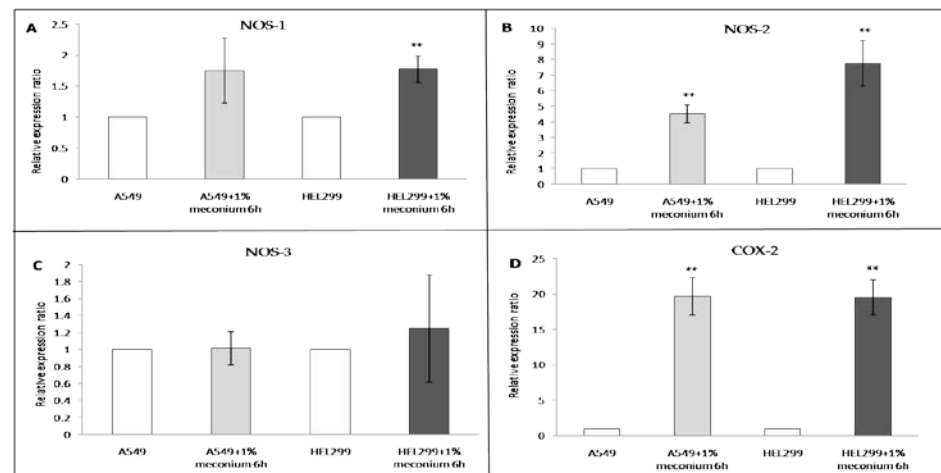 A
NOS-1
Relative expression ratio
2.5
2
1.5
1
0.5
0
A549
A549+1%
meconium 6h
HEL299
HEL299+1%
meconium 6h
**
B
NOS-2
Relative expression ratio
10
9
8
7
6
5
4
3
2
1
0
A549
A549+1%
meconium 6h
HEL299
HEL299+1%
meconium 6h
**
**
C
NOS-3
Relative expression ratio
2
1.8
1.6
1.4
1.2
1
0.8
0.6
0.4
0.2
0
A549
A549+1%
meconium 6h
HEL299
HEL299+1%
meconium 6h
D
COX-2
Relative expression ratio
25
20
15
10
5
0
A549
A549+1%
meconium 6h
HEL299
HEL299+1%
meconium 6h
**
**